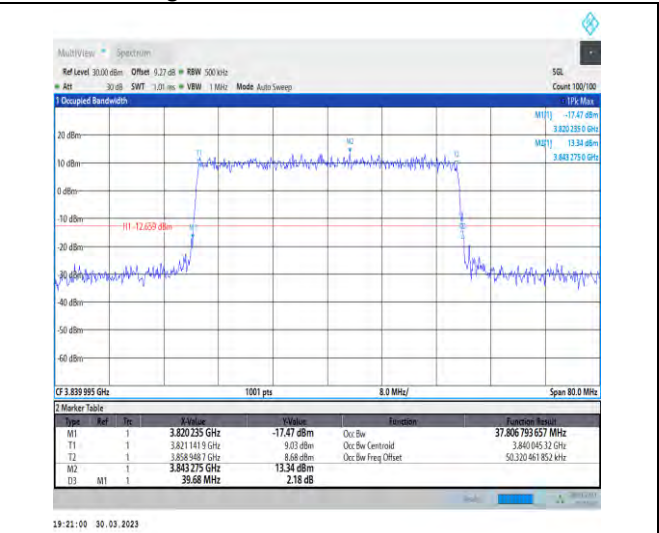 MultiView Spectrum
Ref Level 30.00 dBm Offset 9.27 dB RBW 500 kHz SGL
Att 30 dB SWT 1.01 ms VBW 1 MHz Mode Auto Sweep Count 100/100
1 Occupied Bandwidth 1Pk Max
M1[1] -17.47 dBm
3.820 235 0 GHz
M2[1] 13.34 dBm
3.843 275 0 GHz
20 dBm
M2
T1 T2
10 dBm
0 dBm
-10 dBm
H1 -12.659 dBm M1
-20 dBm
-30 dBm
-40 dBm
-50 dBm
-60 dBm
CF 3.839 995 GHz 1001 pts 8.0 MHz/ Span 80.0 MHz
2 Marker Table
Type Ref Trc X-Value Y-Value Function Function Result
M1 1 3.820 235 GHz -17.47 dBm Occ Bw 37.806 793 657 MHz
T1 1 3.821 141 9 GHz 9.03 dBm Occ Bw Centroid 3.840 045 32 GHz
T2 1 3.858 948 7 GHz 8.68 dBm Occ Bw Freq Offset 50.320 461 852 kHz
M2 1 3.843 275 GHz 13.34 dBm
D3 M1 1 39.68 MHz 2.18 dB
19:21:00 30.03.2023